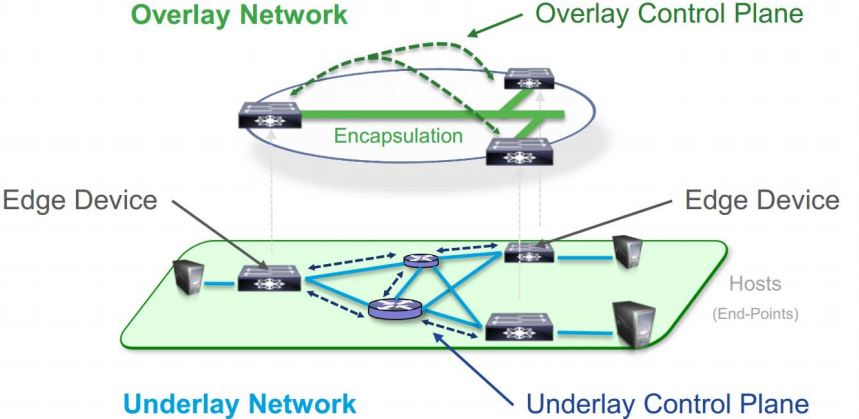 Overlay Network
Overlay Control Plane
Encapsulation
Edge Device
Edge Device
Hosts
(End-Points)
Underlay Network
Underlay Control Plane